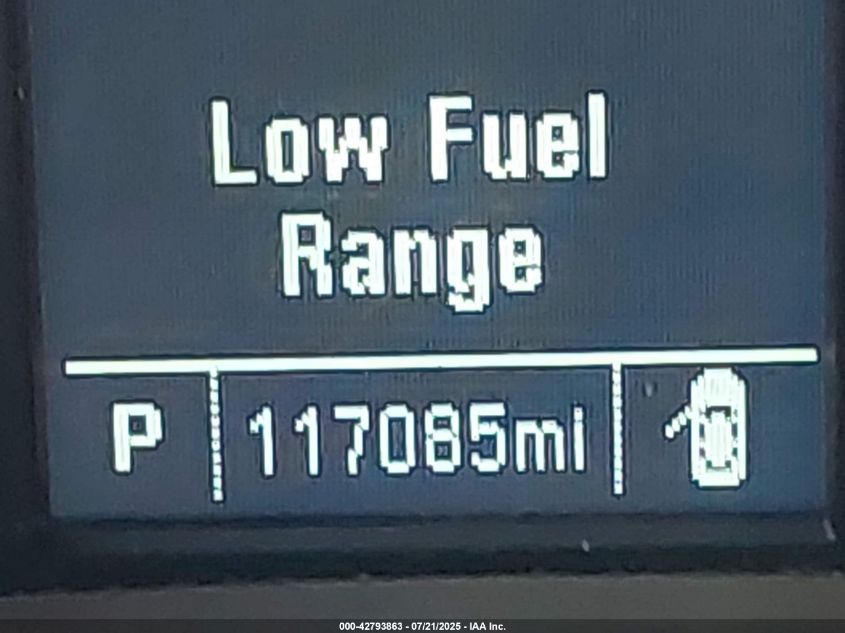 Low Fuel
Range
P 117085mi
000-42793863 - 07/21/2025 - IAA Inc.